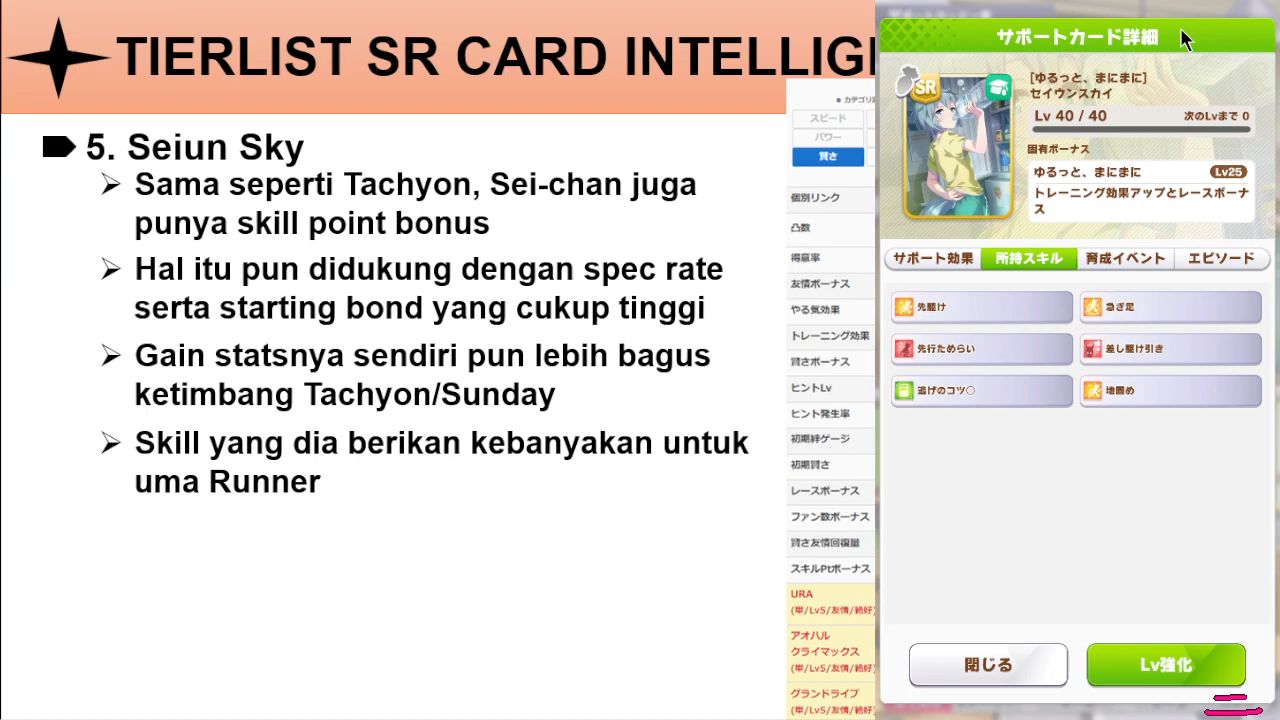 TIERLIST SR CARD INTELLIG
5. Seiun Sky
Sama seperti Tachyon, Sei-chan juga
punya skill point bonus
Hal itu pun didukung dengan spec rate
serta starting bond yang cukup tinggi
Gain statsnya sendiri pun lebih bagus
ketimbang Tachyon/Sunday
Skill yang dia berikan kebanyakan untuk
uma Runner
● カテゴリ
スピード
パワー
賢さ
個別リンク
凸数
得意率
友情ボーナス
やる気効果
トレーニング効果
賢さボーナス
ヒントLv
ヒント発生率
初期絆ゲージ
初期賢さ
レースボーナス
ファン数ボーナス
賢さ友情回復量
スキルPtボーナス
URA
(単/Lv5/友情/絶好
アオハル
クライマックス
(単/Lv5/友情/絶好
グランドライブ
(単/Lv5/友情/絶好
サポートカード詳細
SR
[ゆるっと、まにまに]
セイウンスカイ
Lv 40 / 40 次のLvまで 0
固有ボーナス
ゆるっと、まにまに Lv25
トレーニング効果アップとレースボーナ
ス
サポート効果 所持スキル 育成イベント エピソード
先駆け 急ぎ足
先行ためらい 差し駆け引き
逃げのコツ○ 地固め
閉じる Lv強化